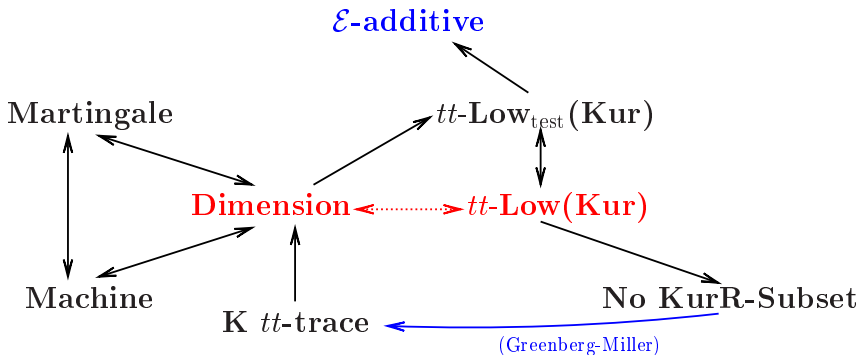 ℰ-additive
Martingale
tt-Low_test(Kur)
Dimension
tt-Low(Kur)
Machine
No KurR-Subset
K tt-trace
(Greenberg-Miller)